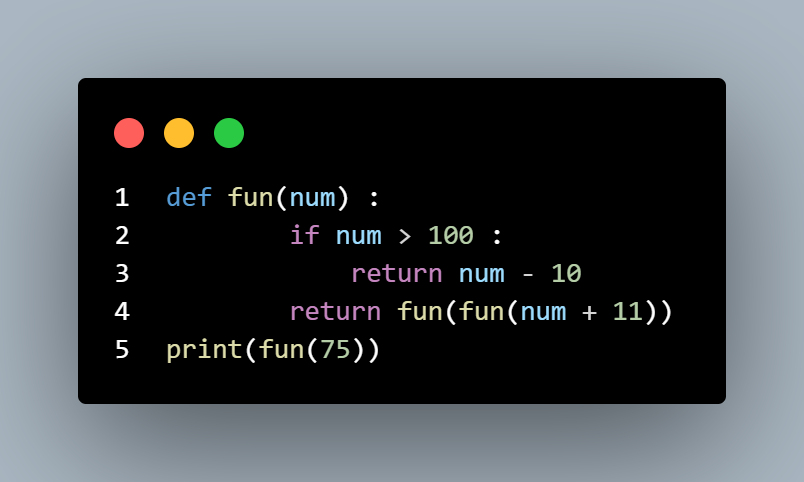 1 def fun(num) :
2         if num > 100 :
3             return num - 10
4         return fun(fun(num + 11))
5 print(fun(75))